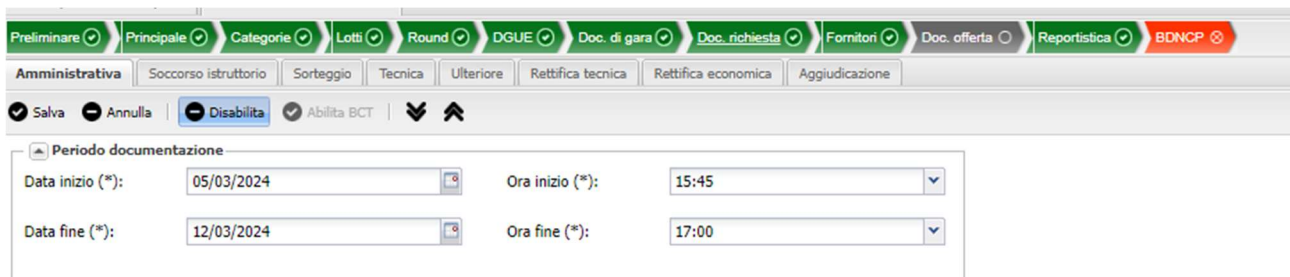 Preliminare Principale Categorie Lotti Round DGUE Doc. di gara Doc. richiesta Fornitori Doc. offerta Reportistica BDNCP
Amministrativa Soccorso istruttorio Sorteggio Tecnica Ulteriore Rettifica tecnica Rettifica economica Aggiudicazione
Salva Annulla Disabilita Abilita BCT
Periodo documentazione
Data inizio (*): 05/03/2024 Ora inizio (*): 15:45
Data fine (*): 12/03/2024 Ora fine (*): 17:00